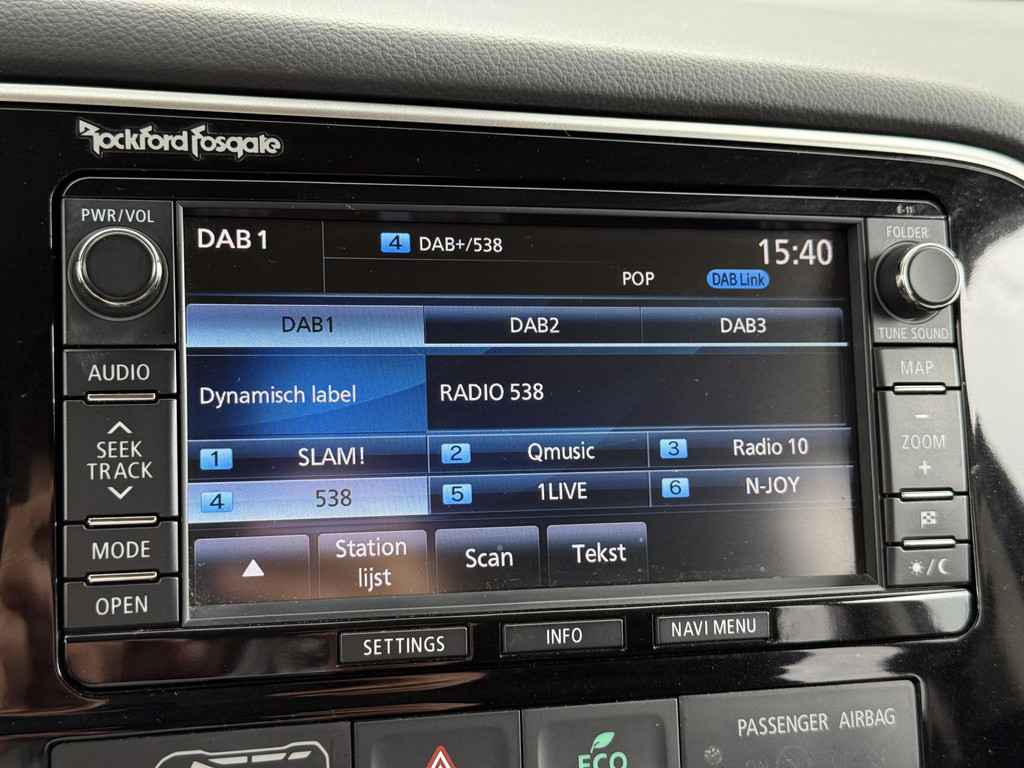 Rockford Fosgate
PWR/VOL
E-11
FOLDER
DAB 1
4 DAB+/538
15:40
POP
DAB Link
TUNE SOUND
DAB1 DAB2 DAB3
AUDIO
MAP
Dynamisch label
RADIO 538
SEEK
TRACK
ZOOM
1 SLAM! 2 Qmusic 3 Radio 10
4 538 5 1LIVE 6 N-JOY
MODE
Station
lijst
Scan
Tekst
OPEN
SETTINGS
INFO
NAVI MENU
PASSENGER AIRBAG
ECO